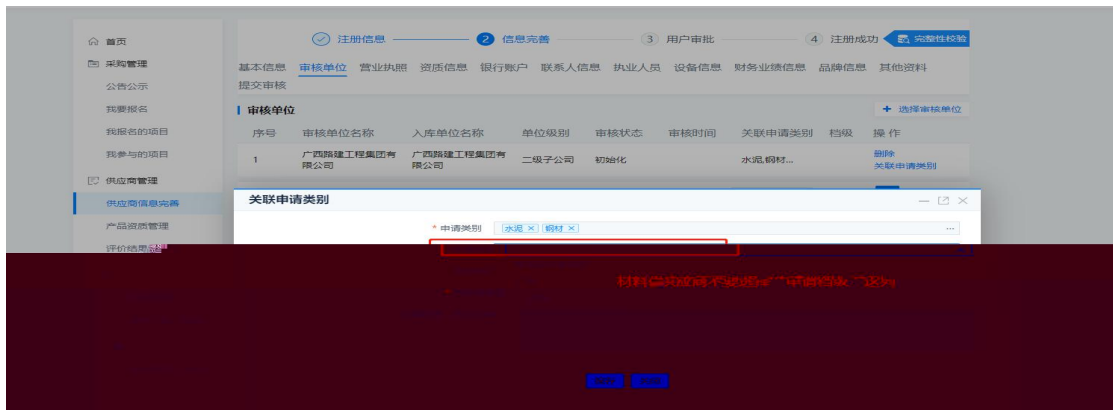 首页
注册信息
2 信息完善
3 用户审批
4 注册成功
完整性校验
采购管理
公告公示
我要报名
我报名的项目
我参与的项目
供应商管理
供应商信息完善
产品资质管理
评价结果
基本信息 审核单位 营业执照 资质信息 银行账户 联系人信息 执业人员 设备信息 财务业绩信息 品牌信息 其他资料
提交审核
审核单位
+ 选择审核单位
序号 审核单位名称 入库单位名称 单位级别 审核状态 审核时间 关联申请类别 档级 操作
1 广西路建工程集团有限公司 广西路建工程集团有限公司 二级子公司 初始化 水泥,钢材... 删除
关联申请类别
关联申请类别
* 申请类别 水泥 × 钢材 × ...